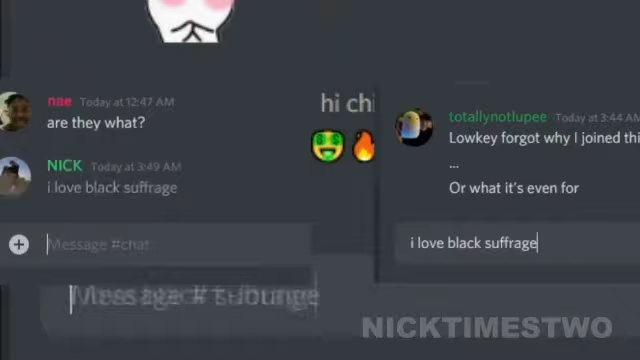 hi chi
nae Today at 12:47 AM
are they what?
NICK Today at 3:49 AM
i love black suffrage
Message #chat
totallynotlupee Today at 3:44 AM
Lowkey forgot why I joined thi
...
Or what it's even for
i love black suffrage
NICKTIMESTWO